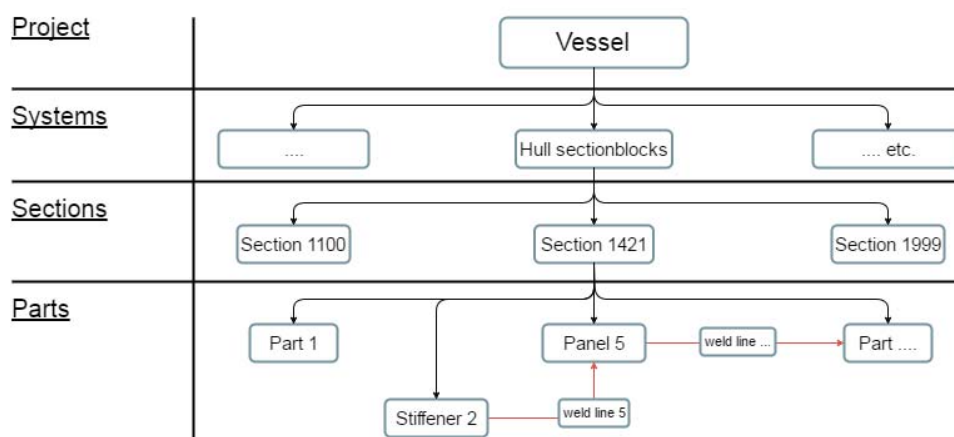 Project
Vessel
Systems
....
Hull sectionblocks
.... etc.
Sections
Section 1100
Section 1421
Section 1999
Parts
Part 1
Panel 5
weld line ...
Part ....
Stiffener 2
weld line 5